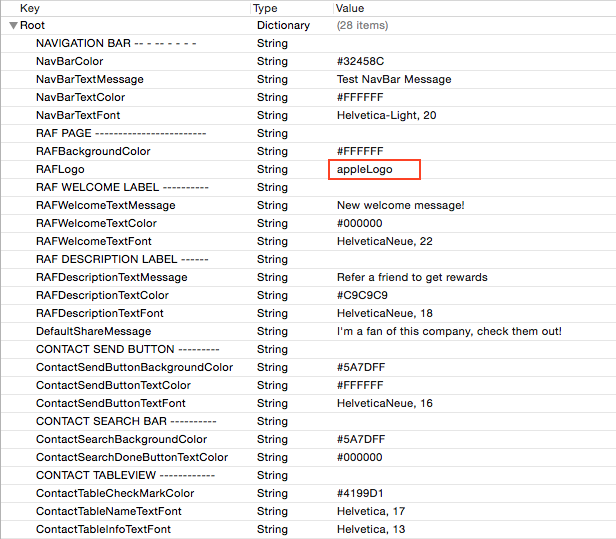 Key Type Value
Root Dictionary (28 items)
NAVIGATION BAR -- - -- - - - - String
NavBarColor String #32458C
NavBarTextMessage String Test NavBar Message
NavBarTextColor String #FFFFFF
NavBarTextFont String Helvetica-Light, 20
RAF PAGE ------------------------ String
RAFBackgroundColor String #FFFFFF
RAFLogo String appleLogo
RAF WELCOME LABEL ---------- String
RAFWelcomeTextMessage String New welcome message!
RAFWelcomeTextColor String #000000
RAFWelcomeTextFont String HelveticaNeue, 22
RAF DESCRIPTION LABEL ------ String
RAFDescriptionTextMessage String Refer a friend to get rewards
RAFDescriptionTextColor String #C9C9C9
RAFDescriptionTextFont String HelveticaNeue, 18
DefaultShareMessage String I'm a fan of this company, check them out!
CONTACT SEND BUTTON --------- String
ContactSendButtonBackgroundColor String #5A7DFF
ContactSendButtonTextColor String #FFFFFF
ContactSendButtonTextFont String HelveticaNeue, 16
CONTACT SEARCH BAR ---------- String
ContactSearchBackgroundColor String #5A7DFF
ContactSearchDoneButtonTextColor String #000000
CONTACT TABLEVIEW ------------ String
ContactTableCheckMarkColor String #4199D1
ContactTableNameTextFont String Helvetica, 17
ContactTableInfoTextFont String Helvetica, 13